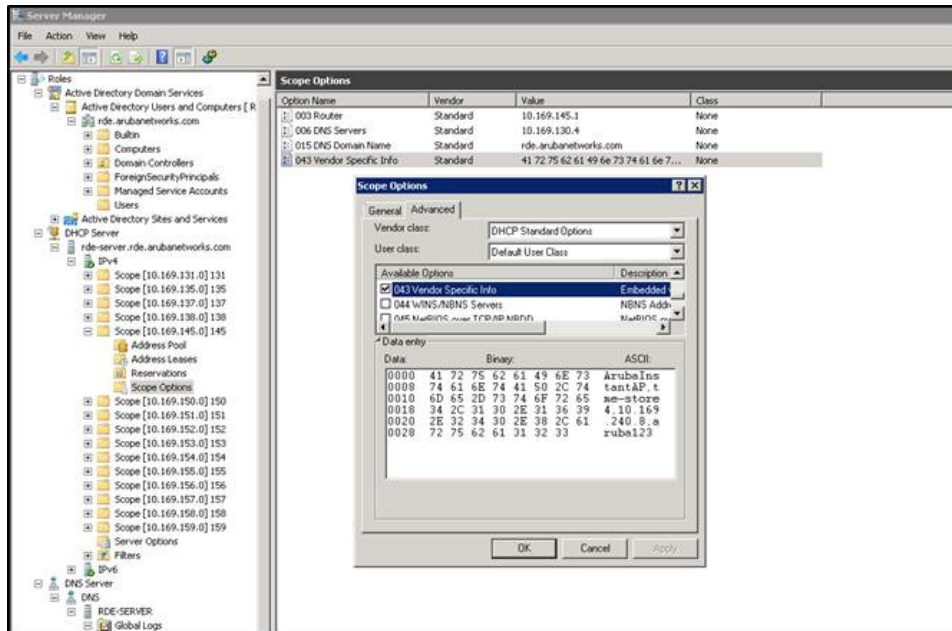 Server Manager
File Action View Help
Roles
Active Directory Domain Services
Active Directory Users and Computers [ R
rde.arubanetworks.com
Builtin
Computers
Domain Controllers
ForeignSecurityPrincipals
Managed Service Accounts
Users
Active Directory Sites and Services
DHCP Server
rde-server.rde.arubanetworks.com
IPv4
Scope [10.169.131.0] 131
Scope [10.169.135.0] 135
Scope [10.169.137.0] 137
Scope [10.169.138.0] 138
Scope [10.169.145.0] 145
Address Pool
Address Leases
Reservations
Scope Options
Scope [10.169.150.0] 150
Scope [10.169.151.0] 151
Scope [10.169.152.0] 152
Scope [10.169.153.0] 153
Scope [10.169.154.0] 154
Scope [10.169.155.0] 155
Scope [10.169.156.0] 156
Scope [10.169.157.0] 157
Scope [10.169.158.0] 158
Scope [10.169.159.0] 159
Server Options
Filters
IPv6
DNS Server
DNS
RDE-SERVER
Global Logs
Scope Options
Option Name Vendor Value Class
003 Router Standard 10.169.145.1 None
006 DNS Servers Standard 10.169.130.4 None
015 DNS Domain Name Standard rde.arubanetworks.com None
043 Vendor Specific Info Standard 41 72 75 62 61 49 6e 73 74 61 6e 7... None
Scope Options
General Advanced
Vendor class: DHCP Standard Options
User class: Default User Class
Available Options Description
043 Vendor Specific Info Embedded
044 WINS/NBNS Servers NBNS Addr
045 NetBIOS over TCP/IP NBDD NetBIOS
Data entry
Data: Binary: ASCII:
0000 41 72 75 62 61 49 6E 73 ArubaIns
0008 74 61 6E 74 41 50 2C 74 tantAP,t
0010 6D 65 2D 73 74 6F 72 65 me-store
0018 34 2C 31 30 2E 31 36 39 4,10.169
0020 2E 32 34 30 2E 38 2C 61 .240.8,a
0028 72 75 62 61 31 32 33 ruba123
OK Cancel Apply